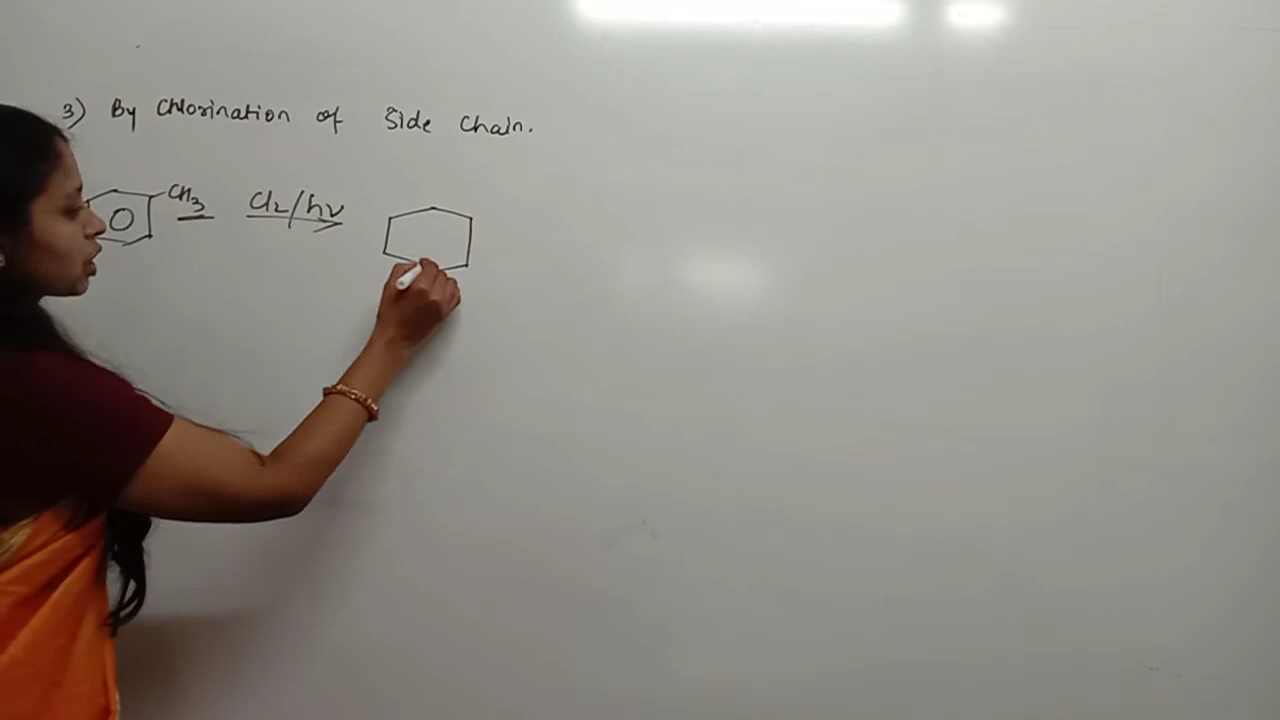 3) By Chlorination of Side Chain.
CH₃ Cl₂/hν